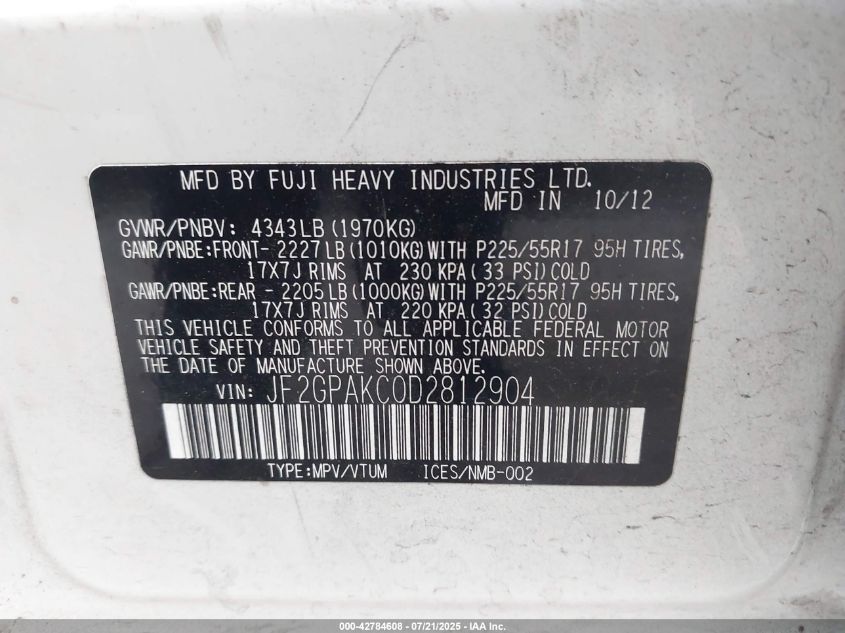 MFD BY FUJI HEAVY INDUSTRIES LTD.
MFD IN 10/12
GVWR/PNBV: 4343LB (1970KG)
GAWR/PNBE:FRONT- 2227LB(1010KG)WITH P225/55R17 95H TIRES,
17X7J RIMS AT 230 KPA(33 PSI)COLD
GAWR/PNBE:REAR - 2205LB(1000KG)WITH P225/55R17 95H TIRES,
17X7J RIMS AT 220 KPA(32 PSI)COLD
THIS VEHICLE CONFORMS TO ALL APPLICABLE FEDERAL MOTOR
VEHICLE SAFETY AND THEFT PREVENTION STANDARDS IN EFFECT ON
THE DATE OF MANUFACTURE SHOWN ABOVE.
VIN: JF2GPAKC0D2812904
TYPE:MPV/VTUM ICES/NMB-002
000-42784608 - 07/21/2025 - IAA Inc.